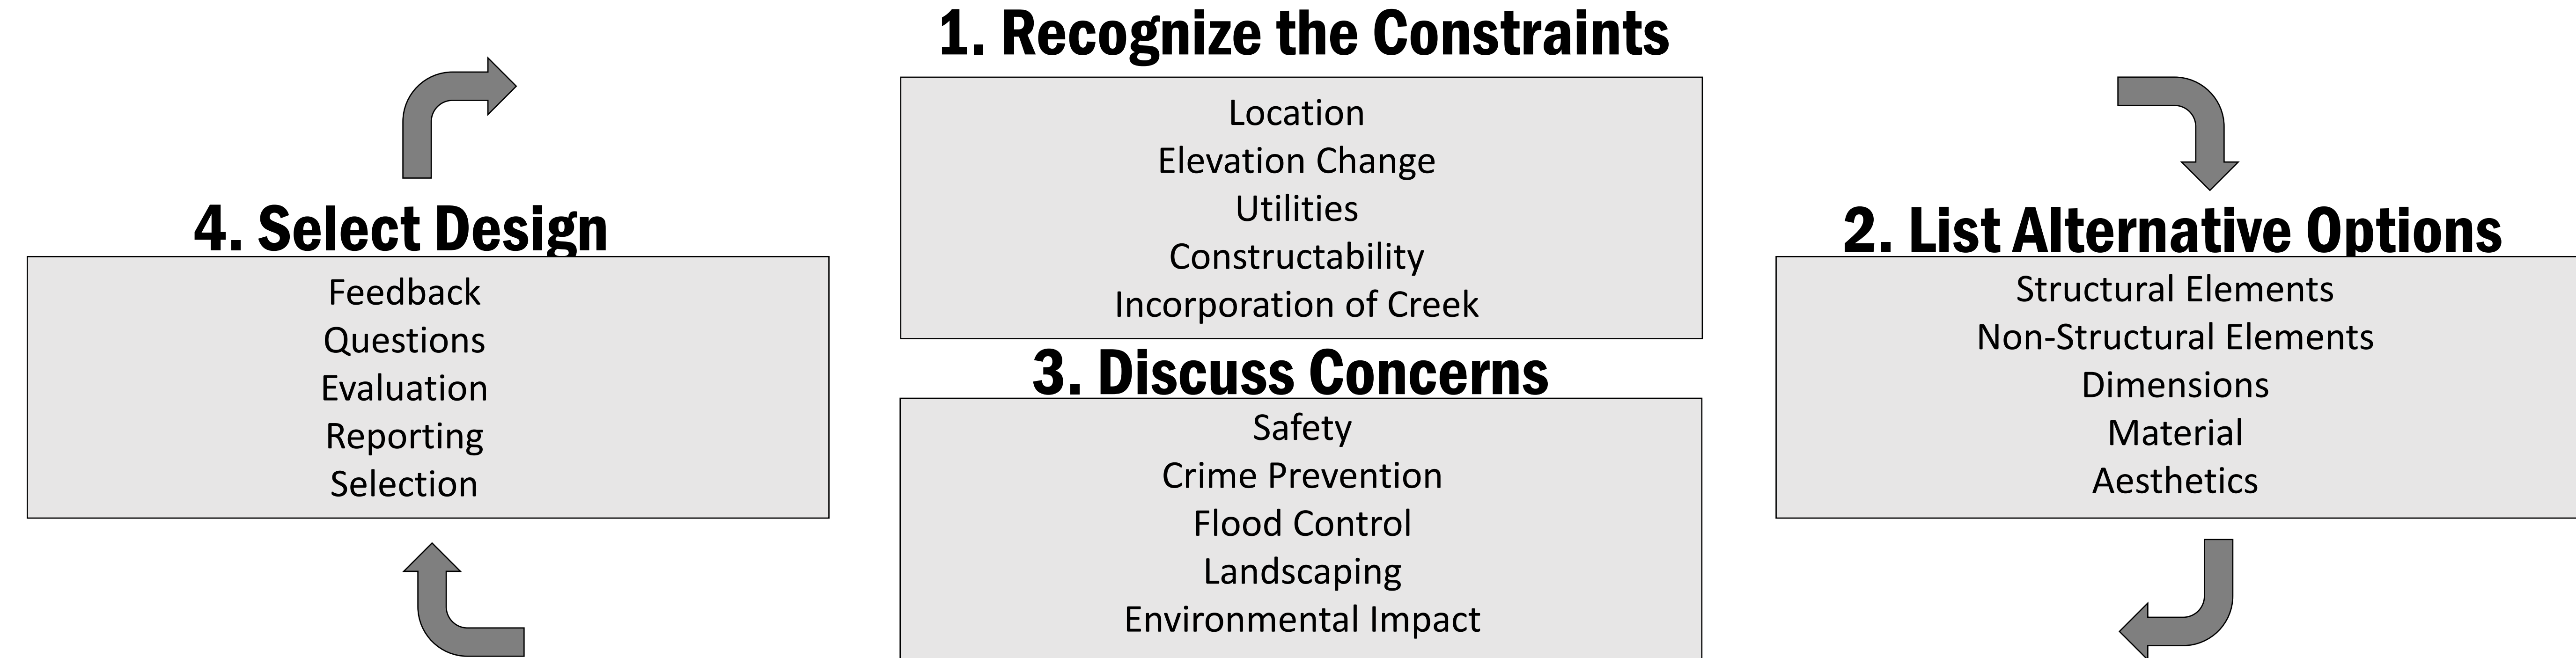 1. Recognize the Constraints
Location
Elevation Change
Utilities
Constructability
Incorporation of Creek
2. List Alternative Options
Structural Elements
Non-Structural Elements
Dimensions
Material
Aesthetics
3. Discuss Concerns
Safety
Crime Prevention
Flood Control
Landscaping
Environmental Impact
4. Select Design
Feedback
Questions
Evaluation
Reporting
Selection